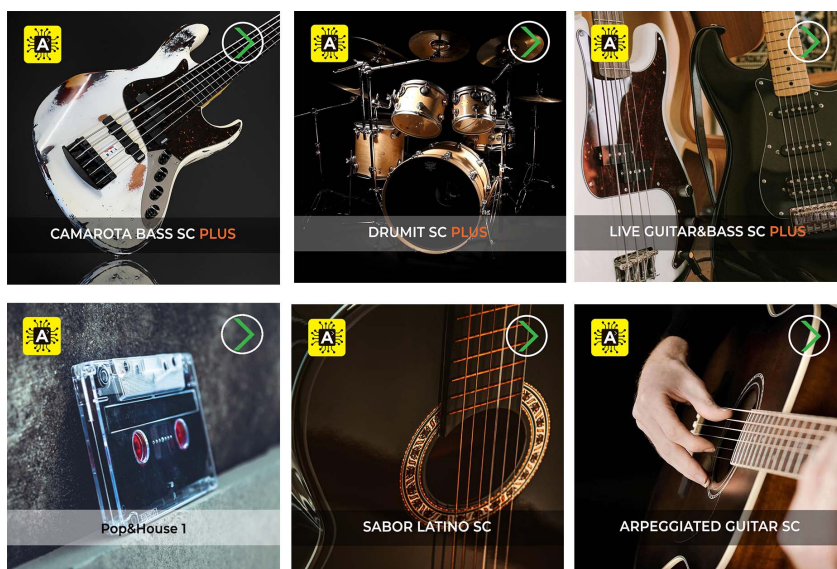 A
CAMAROTA BASS SC PLUS
A
DRUMIT SC PLUS
A
LIVE GUITAR&BASS SC PLUS
A
Pop&House 1
A
SABOR LATINO SC
A
ARPEGGIATED GUITAR SC